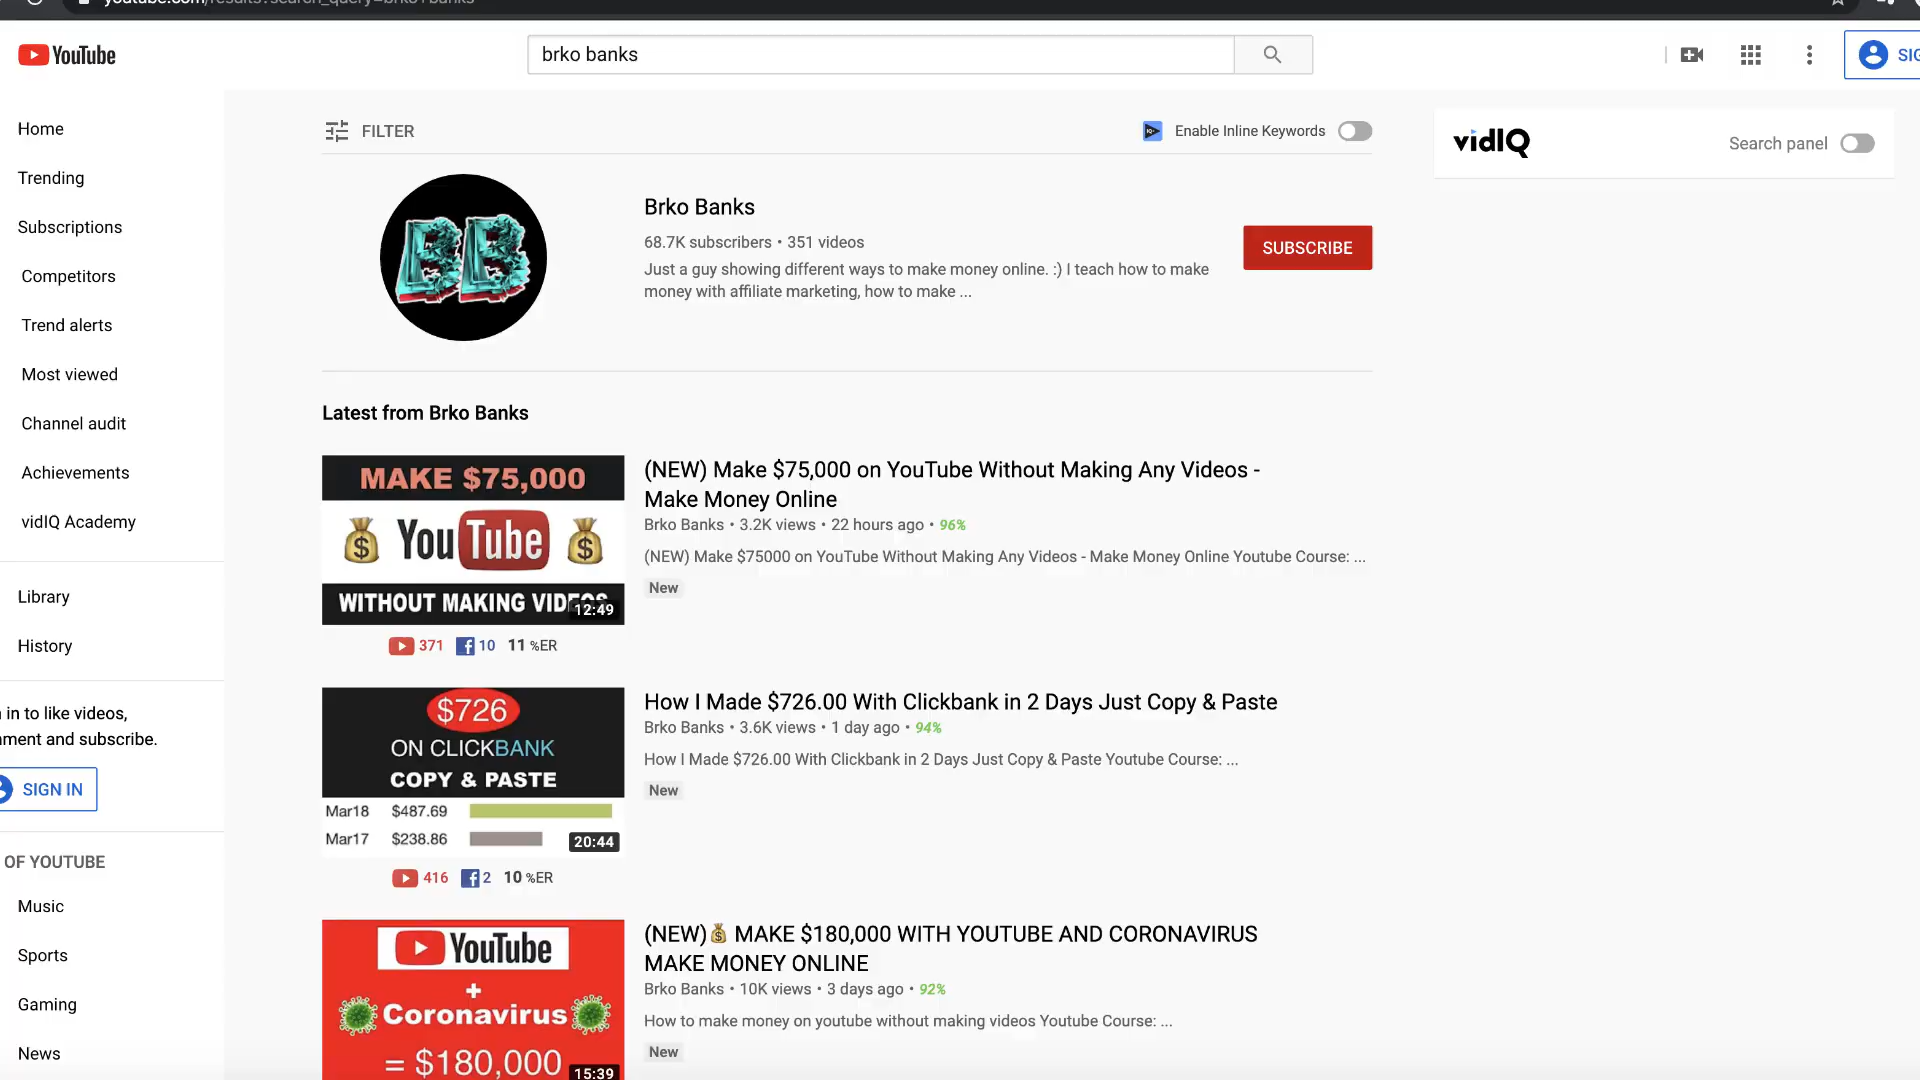 youtube.com/results?search_query=brko+banks
YouTube
brko banks
SIG
Home
Trending
Subscriptions
Competitors
Trend alerts
Most viewed
Channel audit
Achievements
vidIQ Academy
Library
History
in to like videos,
mment and subscribe.
SIGN IN
OF YOUTUBE
Music
Sports
Gaming
News
FILTER
Enable Inline Keywords
BB
Brko Banks
68.7K subscribers • 351 videos
Just a guy showing different ways to make money online. :) I teach how to make
money with affiliate marketing, how to make ...
SUBSCRIBE
Latest from Brko Banks
MAKE $75,000
YouTube
WITHOUT MAKING VIDEOS
12:49
371 10 11 %ER
(NEW) Make $75,000 on YouTube Without Making Any Videos -
Make Money Online
Brko Banks • 3.2K views • 22 hours ago • 96%
(NEW) Make $75000 on YouTube Without Making Any Videos - Make Money Online Youtube Course: ...
New
$726
ON CLICKBANK
COPY & PASTE
Mar18 $487.69
Mar17 $238.86
20:44
416 2 10 %ER
How I Made $726.00 With Clickbank in 2 Days Just Copy & Paste
Brko Banks • 3.6K views • 1 day ago • 94%
How I Made $726.00 With Clickbank in 2 Days Just Copy & Paste Youtube Course: ...
New
YouTube
+
Coronavirus
= $180,000
15:39
(NEW)💰 MAKE $180,000 WITH YOUTUBE AND CORONAVIRUS
MAKE MONEY ONLINE
Brko Banks • 10K views • 3 days ago • 92%
How to make money on youtube without making videos Youtube Course: ...
New
vidIQ
Search panel